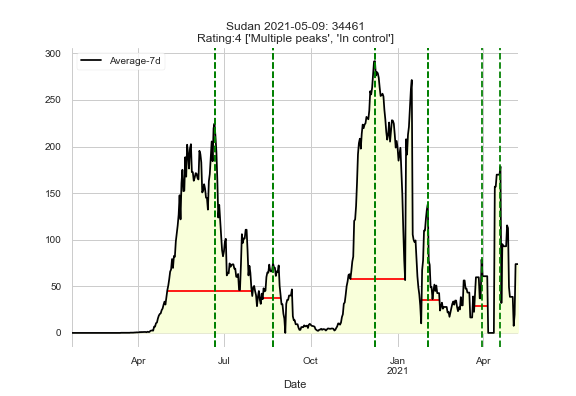 Sudan 2021-05-09: 34461
Rating:4 ['Multiple peaks', 'In control']
300
Average-7d
250
200
150
100
50
0
Apr
Jul
Oct
Jan
2021
Apr
Date